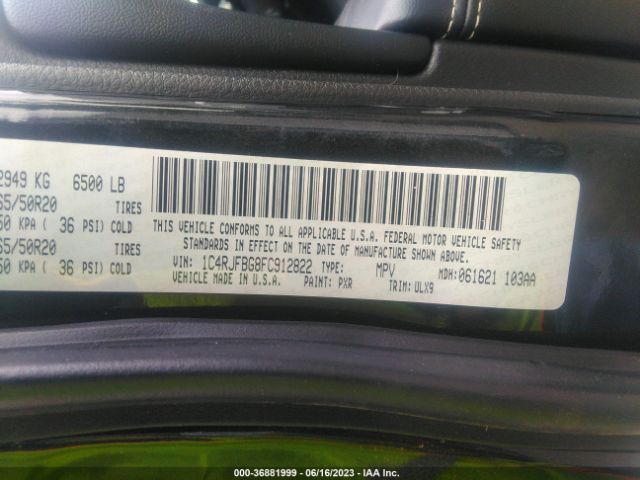 2949 KG 6500 LB
65/50R20 TIRES
50 KPA ( 36 PSI) COLD
65/50R20 TIRES
50 KPA ( 36 PSI) COLD
THIS VEHICLE CONFORMS TO ALL APPLICABLE U.S.A. FEDERAL MOTOR VEHICLE SAFETY
STANDARDS IN EFFECT ON THE DATE OF MANUFACTURE SHOWN ABOVE.
VIN: 1C4RJFBG8FC912822 TYPE: MPV MDH: 061621 103AA
VEHICLE MADE IN U.S.A. PAINT: PXR TRIM: ULX9
000-36881999 - 06/16/2023 - IAA Inc.